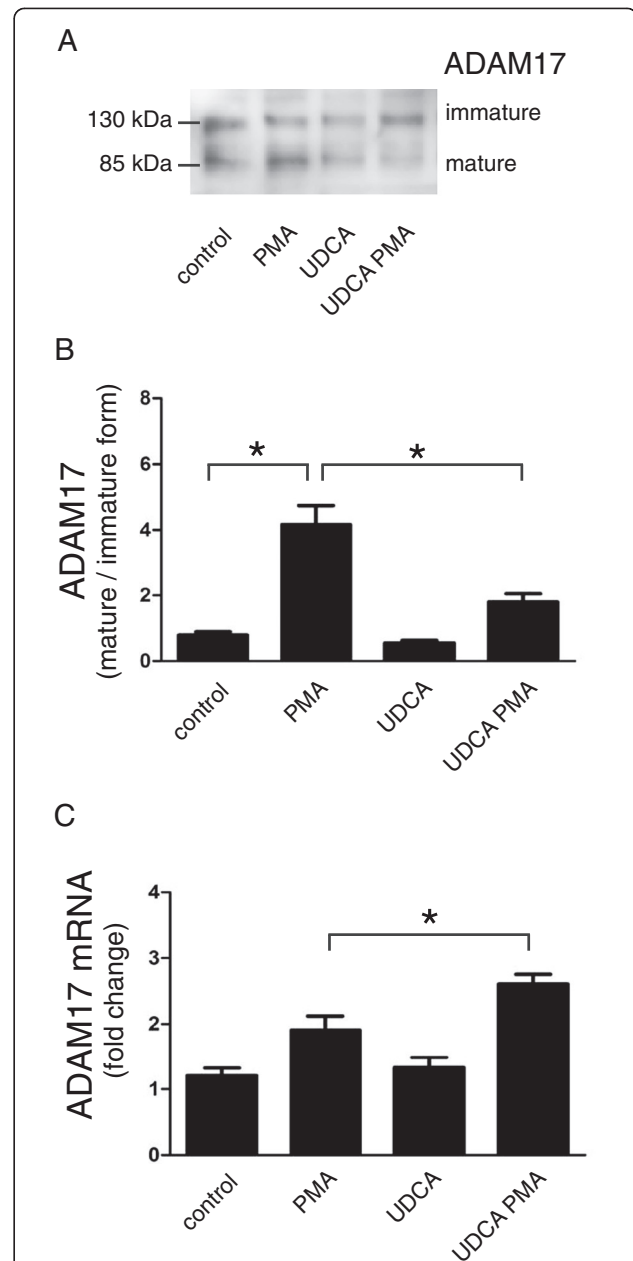 A
ADAM17
130 kDa
immature
85 kDa
mature
control
PMA
UDCA
UDCA PMA
B
ADAM17
(mature / immature form)
8
6
4
2
0
*
*
control
PMA
UDCA
UDCA PMA
C
ADAM17 mRNA
(fold change)
4
3
2
1
0
*
control
PMA
UDCA
UDCA PMA